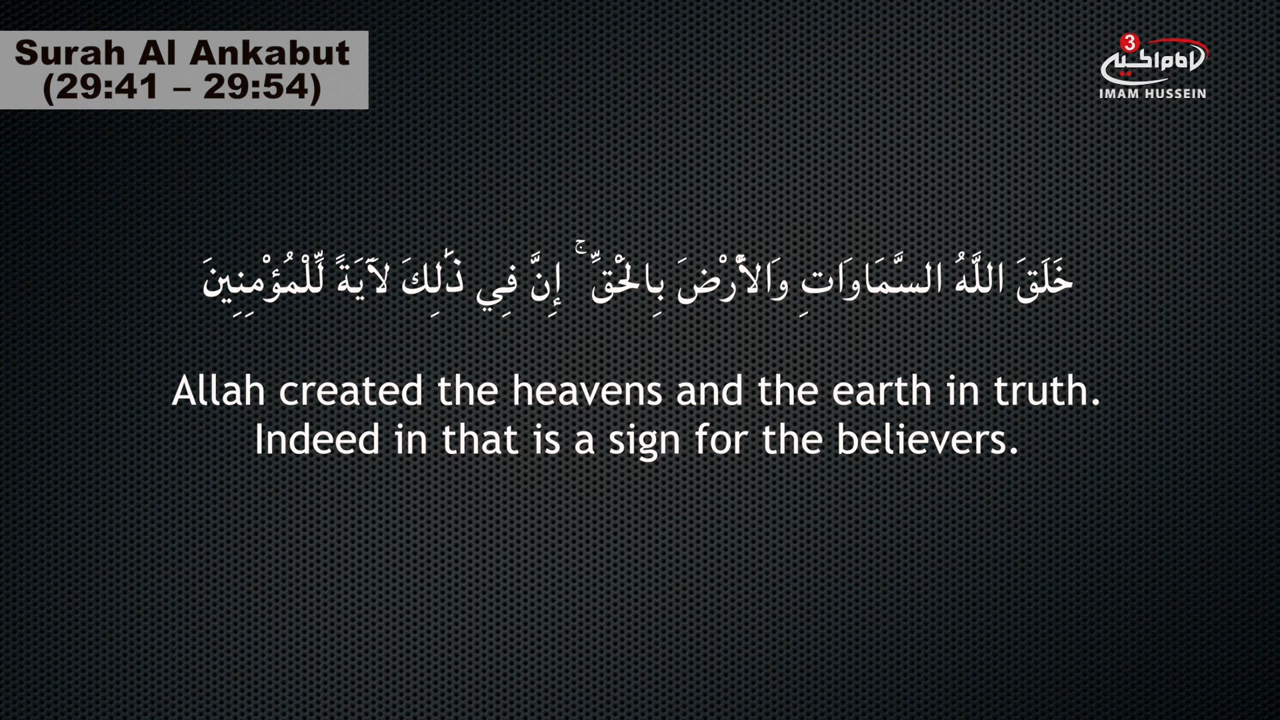 Surah Al Ankabut
(29:41 – 29:54)
3
IMAM HUSSEIN
خَلَقَ اللَّهُ السَّمَاوَاتِ وَالْأَرْضَ بِالْحَقِّ ۚ إِنَّ فِي ذَٰلِكَ لَآيَةً لِّلْمُؤْمِنِينَ
Allah created the heavens and the earth in truth.
Indeed in that is a sign for the believers.